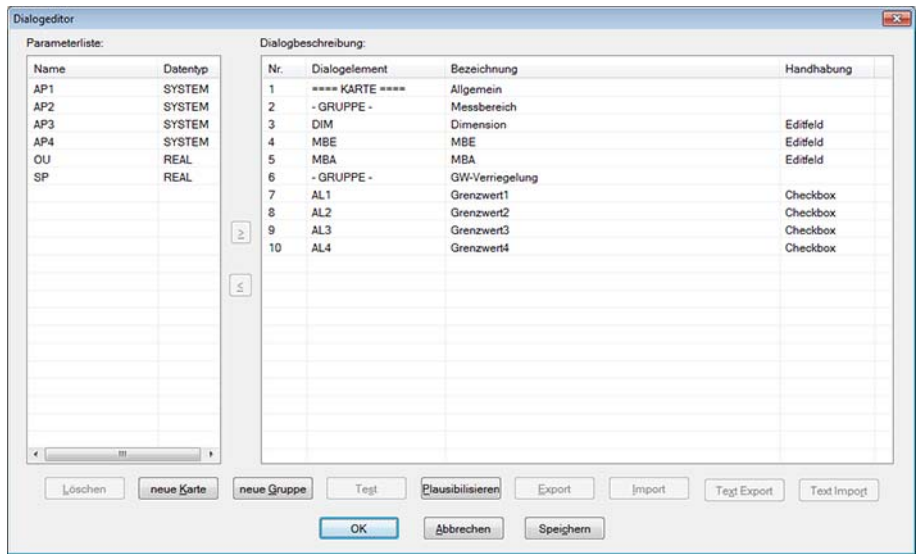 Dialogeditor
Parameterliste: Dialogbeschreibung:
Name Datentyp Nr. Dialogelement Bezeichnung Handhabung
AP1 SYSTEM 1 ==== KARTE ==== Allgemein
AP2 SYSTEM 2 - GRUPPE - Messbereich
AP3 SYSTEM 3 DIM Dimension Editfeld
AP4 SYSTEM 4 MBE MBE Editfeld
OU REAL 5 MBA MBA Editfeld
SP REAL 6 - GRUPPE - GW-Verriegelung
7 AL1 Grenzwert1 Checkbox
8 AL2 Grenzwert2 Checkbox
9 AL3 Grenzwert3 Checkbox
10 AL4 Grenzwert4 Checkbox
≥
≤
Löschen neue Karte neue Gruppe Test Plausibilisieren Export Import Text Export Text Import
OK Abbrechen Speichern